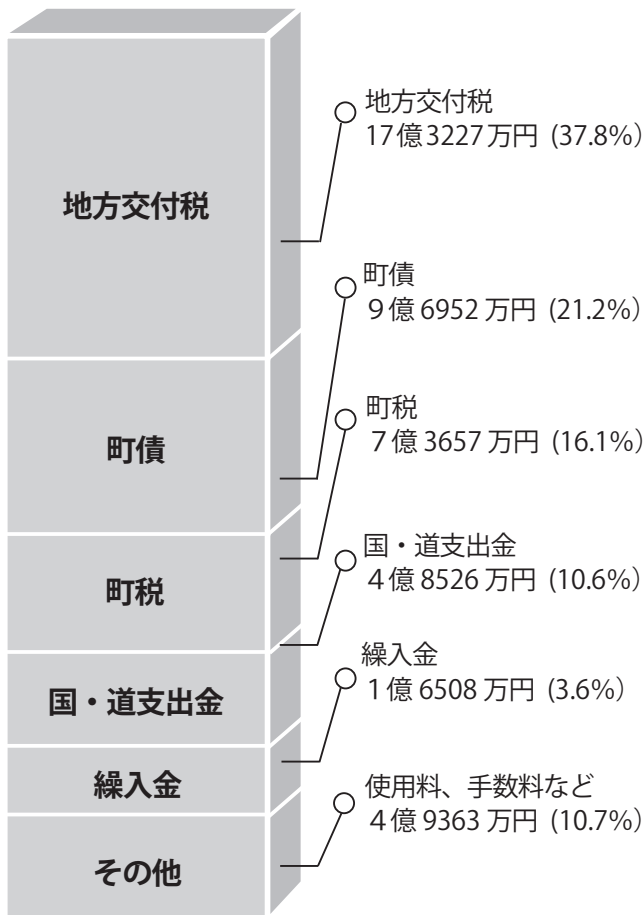 地方交付税
地方交付税
17億3227万円 (37.8%)
町債
町債
9億6952万円 (21.2%)
町税
町税
7億3657万円 (16.1%)
国・道支出金
国・道支出金
4億8526万円 (10.6%)
繰入金
繰入金
1億6508万円 (3.6%)
その他
使用料、手数料など
4億9363万円 (10.7%)